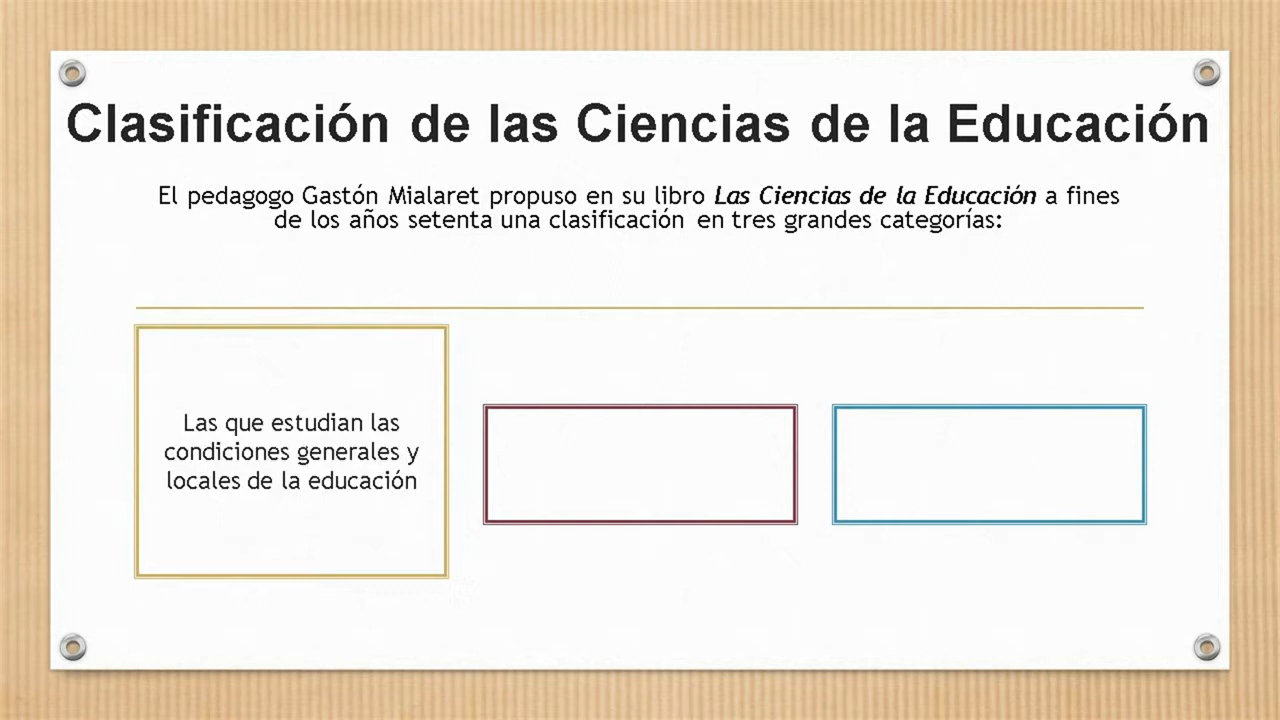 Clasificación de las Ciencias de la Educación
El pedagogo Gastón Mialaret propuso en su libro Las Ciencias de la Educación a fines
de los años setenta una clasificación en tres grandes categorías:
Las que estudian las
condiciones generales y
locales de la educación